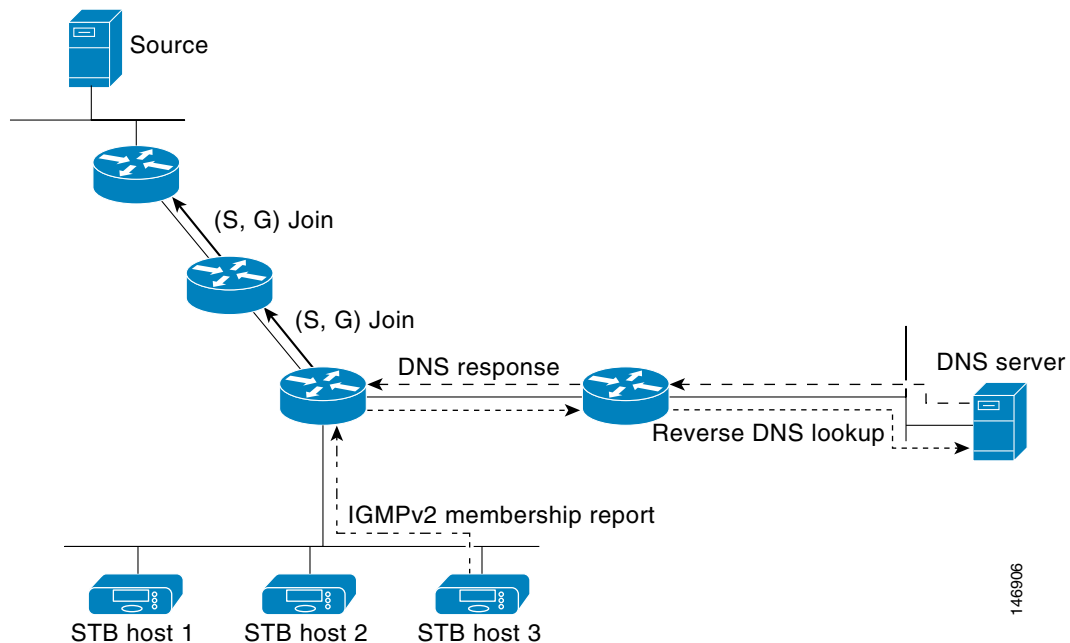 Source
(S, G) Join
(S, G) Join
DNS response
DNS server
Reverse DNS lookup
IGMPv2 membership report
STB host 1
STB host 2
STB host 3
146906